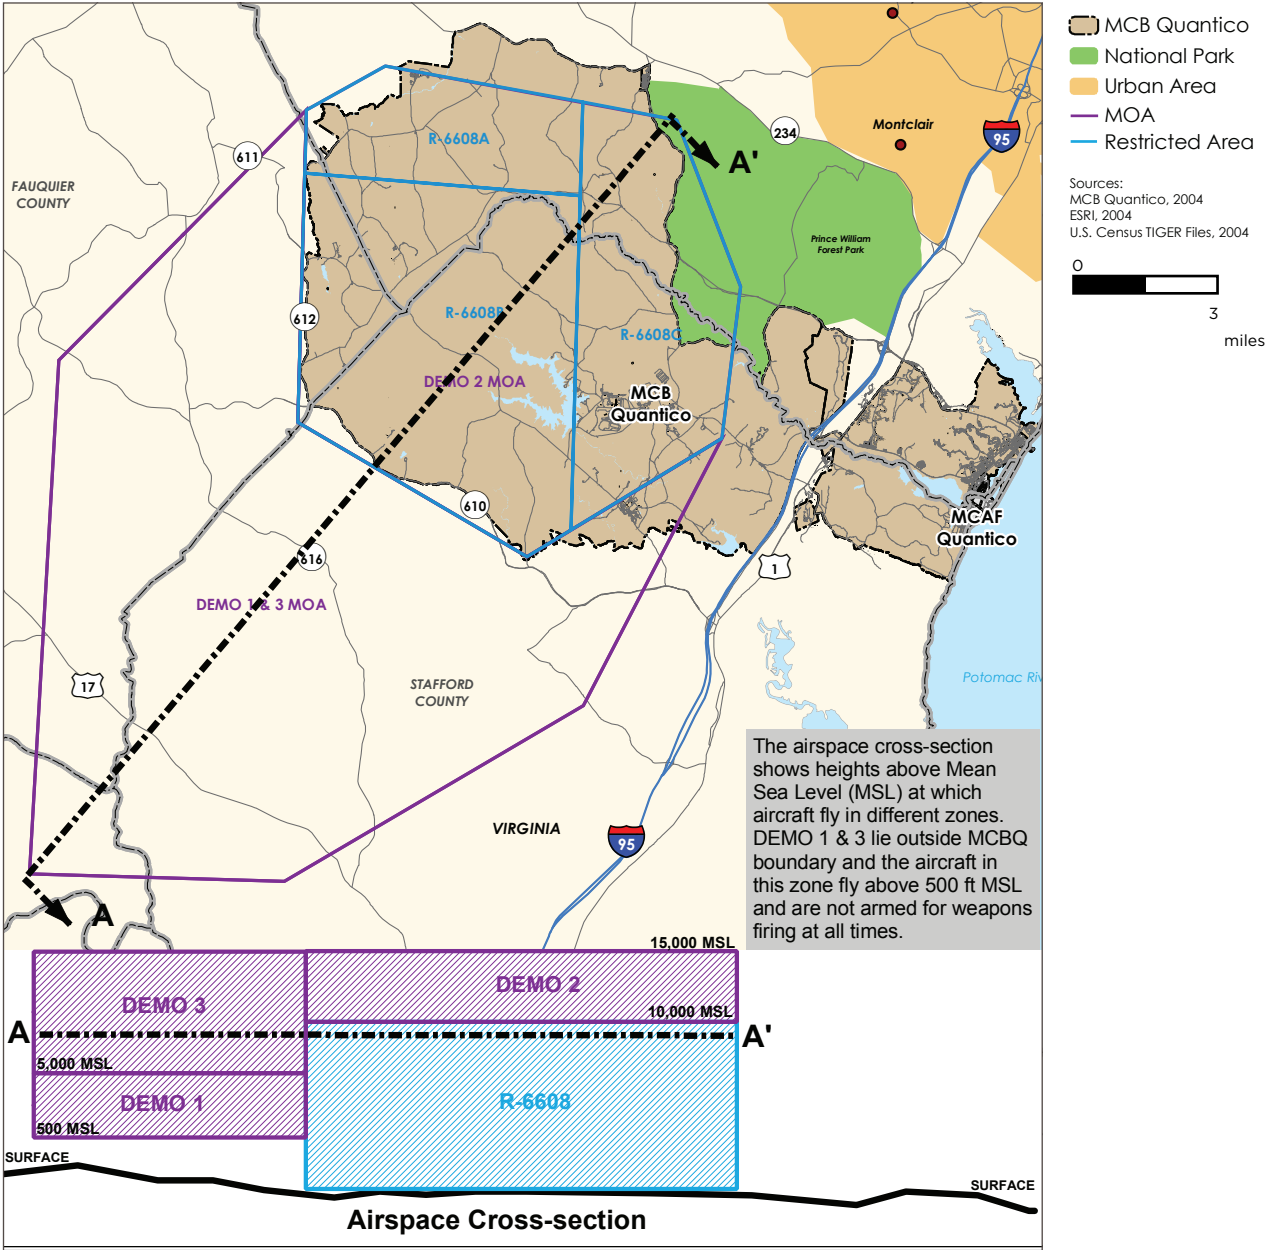 MCB Quantico
National Park
Urban Area
MOA
Restricted Area
Sources:
MCB Quantico, 2004
ESRI, 2004
U.S. Census TIGER Files, 2004
0
3
miles
Montclair
95
234
A'
R-6608A
611
FAUQUIER
COUNTY
Prince William
Forest Park
612
R-6608B
R-6608C
DEMO 2 MOA
MCB
Quantico
610
MCAF
Quantico
1
616
DEMO 1 & 3 MOA
17
STAFFORD
COUNTY
Potomac Riv
VIRGINIA
95
A
The airspace cross-section
shows heights above Mean
Sea Level (MSL) at which
aircraft fly in different zones.
DEMO 1 & 3 lie outside MCBQ
boundary and the aircraft in
this zone fly above 500 ft MSL
and are not armed for weapons
firing at all times.
15,000 MSL
DEMO 2
DEMO 3
10,000 MSL
A
A'
5,000 MSL
DEMO 1
R-6608
500 MSL
SURFACE
SURFACE
Airspace Cross-section